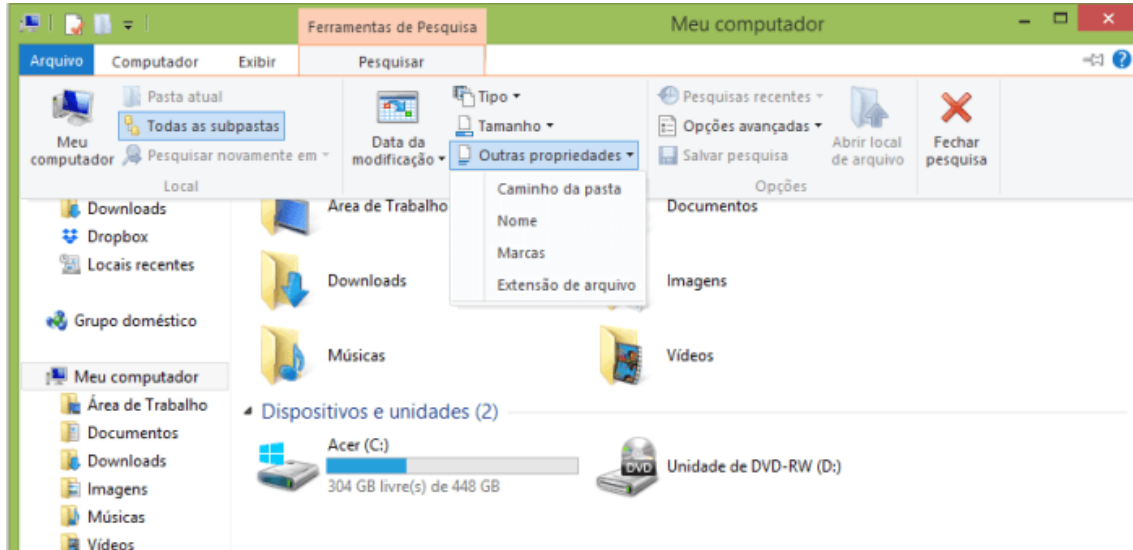 Ferramentas de Pesquisa
Meu computador
Arquivo
Computador
Exibir
Pesquisar
Meu computador
Pasta atual
Todas as subpastas
Pesquisar novamente em
Local
Data da modificação
Tipo
Tamanho
Outras propriedades
Caminho da pasta
Nome
Marcas
Extensão de arquivo
Pesquisas recentes
Opções avançadas
Salvar pesquisa
Abrir local de arquivo
Fechar pesquisa
Opções
Downloads
Dropbox
Locais recentes
Grupo doméstico
Meu computador
Área de Trabalho
Documentos
Downloads
Imagens
Músicas
Vídeos
Área de Trabalho
Documentos
Downloads
Imagens
Músicas
Vídeos
Dispositivos e unidades (2)
Acer (C:)
304 GB livre(s) de 448 GB
DVD
Unidade de DVD-RW (D:)